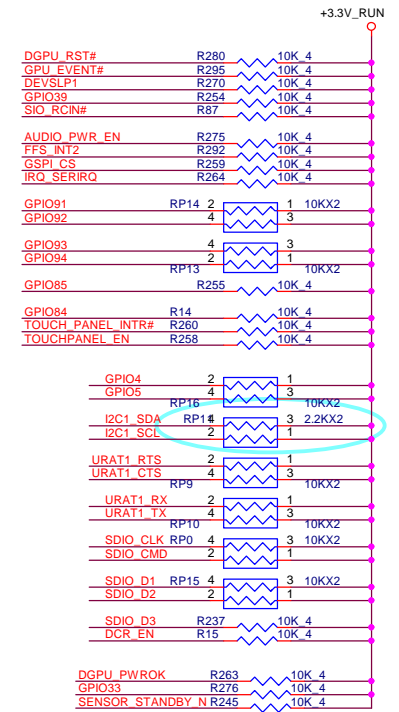 +3.3V_RUN
DGPU_RST# R280 10K_4
GPU_EVENT# R295 10K_4
DEVSLP1 R270 10K_4
GPIO39 R254 10K_4
SIO_RCIN# R87 10K_4
AUDIO_PWR_EN R275 10K_4
FFS_INT2 R292 10K_4
GSPI_CS R259 10K_4
IRQ_SERIRQ R264 10K_4
GPIO91 RP14 2 1 10KX2
GPIO92 4 3
GPIO93 4 3
GPIO94 2 1
RP13 10KX2
GPIO85 R255 10K_4
GPIO84 R14 10K_4
TOUCH_PANEL_INTR# R260 10K_4
TOUCHPANEL_EN R258 10K_4
GPIO4 2 1
GPIO5 4 3
RP16 10KX2
I2C1_SDA RP11 4 3 2.2KX2
I2C1_SCL 2 1
URAT1_RTS 2 1
URAT1_CTS 4 3
RP9 10KX2
URAT1_RX 2 1
URAT1_TX 4 3
RP10 10KX2
SDIO_CLK RP0 4 3 10KX2
SDIO_CMD 2 1
SDIO_D1 RP15 4 3 10KX2
SDIO_D2 2 1
SDIO_D3 R237 10K_4
DCR_EN R15 10K_4
DGPU_PWROK R263 10K_4
GPIO33 R276 10K_4
SENSOR_STANDBY_N R245 10K_4